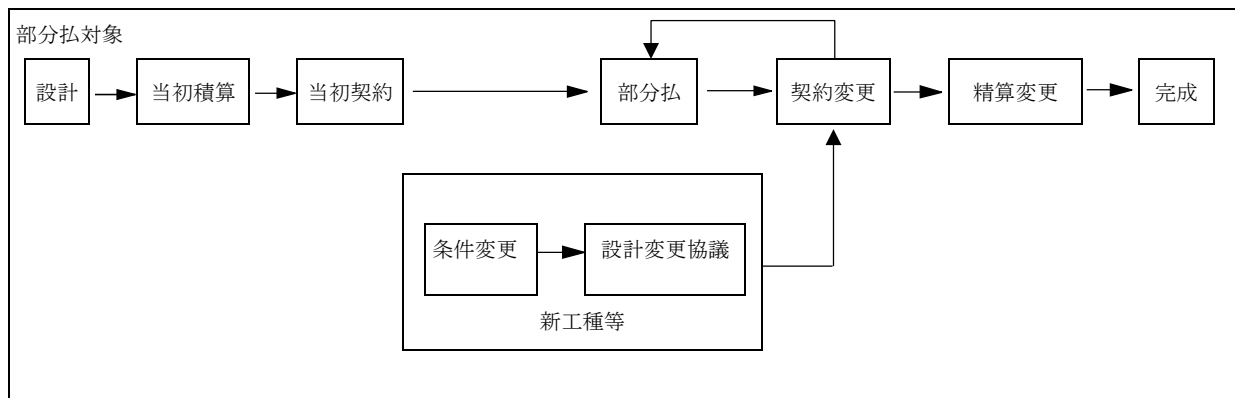 部分払対象
設計
当初積算
当初契約
部分払
契約変更
精算変更
完成
条件変更
設計変更協議
新工種等